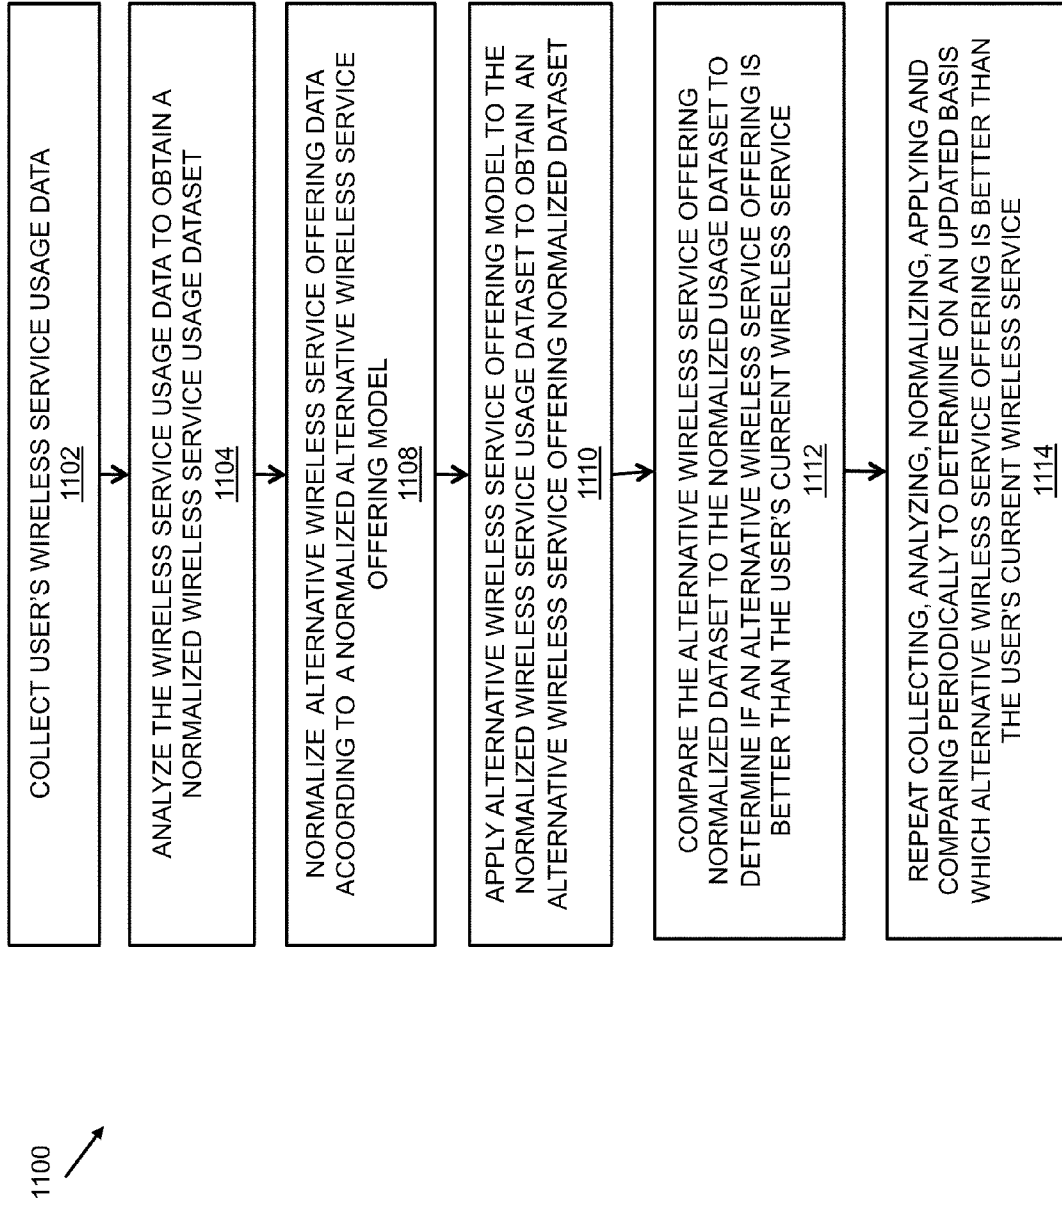 1100
COLLECT USER'S WIRELESS SERVICE USAGE DATA
1102
ANALYZE THE WIRELESS SERVICE USAGE DATA TO OBTAIN A
NORMALIZED WIRELESS SERVICE USAGE DATASET
1104
NORMALIZE ALTERNATIVE WIRELESS SERVICE OFFERING DATA
ACOORDING TO A NORMALIZED ALTERNATIVE WIRELESS SERVICE
OFFERING MODEL
1108
APPLY ALTERNATIVE WIRELESS SERVICE OFFERING MODEL TO THE
NORMALIZED WIRELESS SERVICE USAGE DATASET TO OBTAIN AN
ALTERNATIVE WIRELESS SERVICE OFFERING NORMALIZED DATASET
1110
COMPARE THE ALTERNATIVE WIRELESS SERVICE OFFERING
NORMALIZED DATASET TO THE NORMALIZED USAGE DATASET TO
DETERMINE IF AN ALTERNATIVE WIRELESS SERVICE OFFERING IS
BETTER THAN THE USER'S CURRENT WIRELESS SERVICE
1112
REPEAT COLLECTING, ANALYZING, NORMALIZING, APPLYING AND
COMPARING PERIODICALLY TO DETERMINE ON AN UPDATED BASIS
WHICH ALTERNATIVE WIRLESS SERVICE OFFERING IS BETTER THAN
THE USER'S CURRENT WIRELESS SERVICE
1114